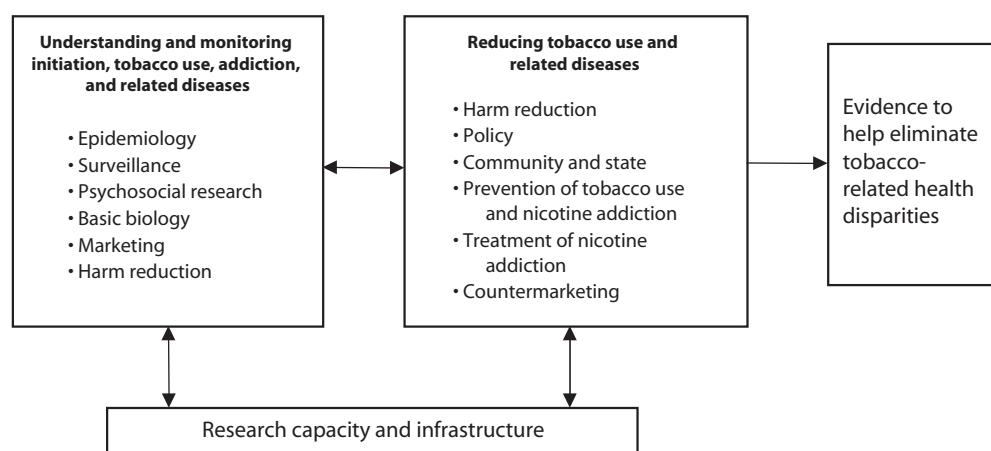 Understanding and monitoring
initiation, tobacco use, addiction,
and related diseases
• Epidemiology
• Surveillance
• Psychosocial research
• Basic biology
• Marketing
• Harm reduction
Reducing tobacco use and
related diseases
• Harm reduction
• Policy
• Community and state
• Prevention of tobacco use
and nicotine addiction
• Treatment of nicotine
addiction
• Countermarketing
Evidence to
help eliminate
tobacco-
related health
disparities
Research capacity and infrastructure